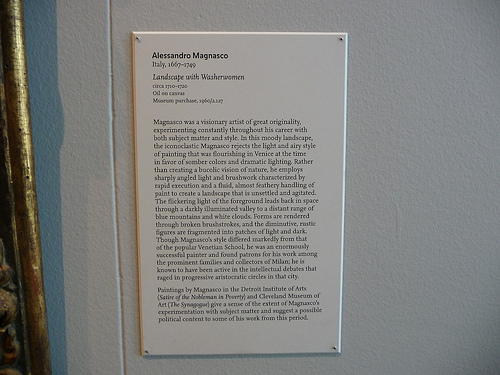 Alessandro Magnasco
Italy, 1667–1749
Landscape with Washerwomen
circa 1710–1720
Oil on canvas
Museum purchase, 1960/2.127
Magnasco was a visionary artist of great originality,
experimenting constantly throughout his career with
both subject matter and style. In this moody landscape,
the iconoclastic Magnasco rejects the light and airy style
of painting that was flourishing in Venice at the time
in favor of somber colors and dramatic lighting. Rather
than creating a bucolic vision of nature, he employs
sharply angled light and brushwork characterized by
rapid execution and a fluid, almost feathery handling of
paint to create a landscape that is unsettled and agitated.
The flickering light of the foreground leads back in space
through a darkly illuminated valley to a distant range of
blue mountains and white clouds. Forms are rendered
through broken brushstrokes, and the diminutive, rustic
figures are fragmented into patches of light and dark.
Though Magnasco's style differed markedly from that
of the popular Venetian School, he was an enormously
successful painter and found patrons for his work among
the prominent families and collectors of Milan; he is
known to have been active in the intellectual debates that
raged in progressive aristocratic circles in that city.
Paintings by Magnasco in the Detroit Institute of Arts
(Satire of the Nobleman in Poverty) and Cleveland Museum of
Art (The Synagogue) give a sense of the extent of Magnasco's
experimentation with subject matter and suggest a possible
political content to some of his work from this period.